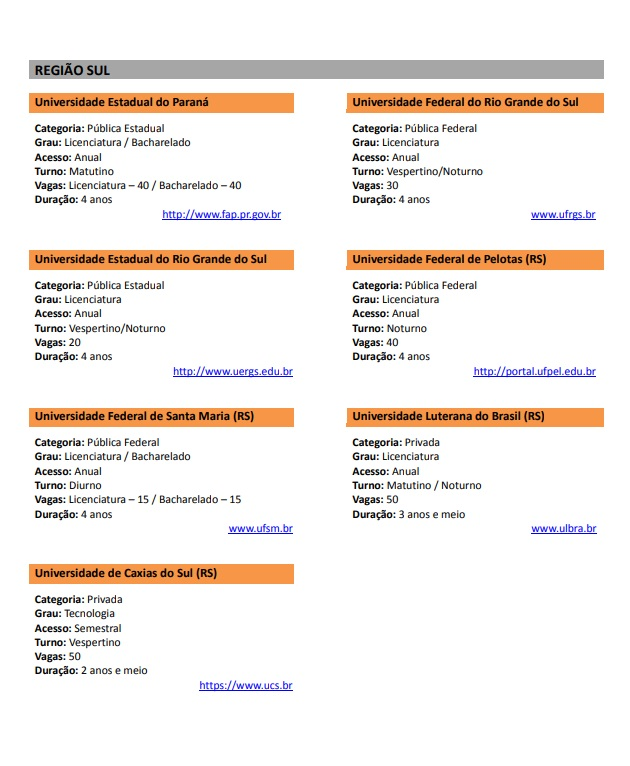 REGIÃO SUL
Universidade Estadual do Paraná
Categoria: Pública Estadual
Grau: Licenciatura / Bacharelado
Acesso: Anual
Turno: Matutino
Vagas: Licenciatura – 40 / Bacharelado – 40
Duração: 4 anos
http://www.fap.pr.gov.br
Universidade Federal do Rio Grande do Sul
Categoria: Pública Federal
Grau: Licenciatura
Acesso: Anual
Turno: Vespertino/Noturno
Vagas: 30
Duração: 4 anos
www.ufrgs.br
Universidade Estadual do Rio Grande do Sul
Categoria: Pública Estadual
Grau: Licenciatura
Acesso: Anual
Turno: Vespertino/Noturno
Vagas: 20
Duração: 4 anos
http://www.uergs.edu.br
Universidade Federal de Pelotas (RS)
Categoria: Pública Federal
Grau: Licenciatura
Acesso: Anual
Turno: Noturno
Vagas: 40
Duração: 4 anos
http://portal.ufpel.edu.br
Universidade Federal de Santa Maria (RS)
Categoria: Pública Federal
Grau: Licenciatura / Bacharelado
Acesso: Anual
Turno: Diurno
Vagas: Licenciatura – 15 / Bacharelado – 15
Duração: 4 anos
www.ufsm.br
Universidade Luterana do Brasil (RS)
Categoria: Privada
Grau: Licenciatura
Acesso: Anual
Turno: Matutino / Noturno
Vagas: 50
Duração: 3 anos e meio
www.ulbra.br
Universidade de Caxias do Sul (RS)
Categoria: Privada
Grau: Tecnologia
Acesso: Semestral
Turno: Vespertino
Vagas: 50
Duração: 2 anos e meio
https://www.ucs.br